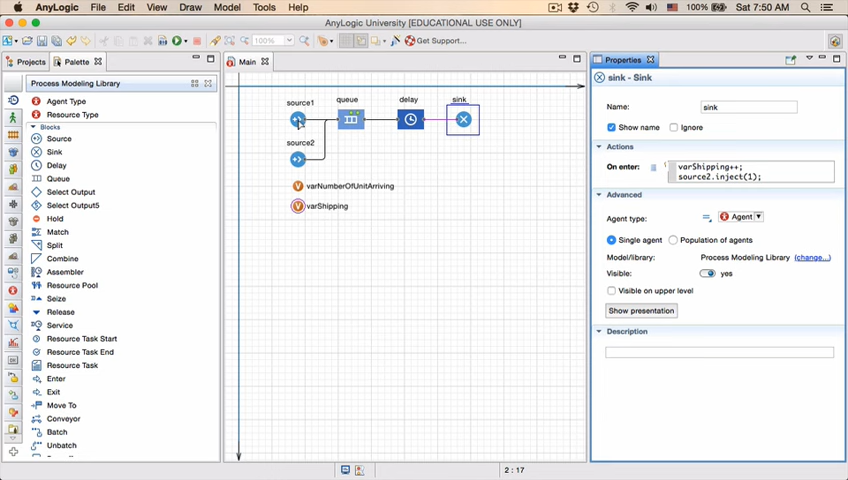 AnyLogic File Edit View Draw Model Tools Help 100% Sat 7:50 AM
AnyLogic University [EDUCATIONAL USE ONLY]
100% Get Support...
Projects Palette
Main
Properties
Process Modeling Library
Agent Type
Resource Type
Blocks
Source
Sink
Delay
Queue
Select Output
Select Output5
Hold
Match
Split
Combine
Assembler
Resource Pool
Seize
Release
Service
Resource Task Start
Resource Task End
Resource Task
Enter
Exit
Move To
Conveyor
Batch
Unbatch
source1
queue
delay
sink
source2
varNumberOfUnitArriving
varShipping
sink - Sink
Name: sink
Show name Ignore
Actions
On enter: varShipping++;
source2.inject(1);
Advanced
Agent type: Agent
Single agent Population of agents
Model/library: Process Modeling Library (change...)
Visible: yes
Visible on upper level
Show presentation
Description
2 : 17